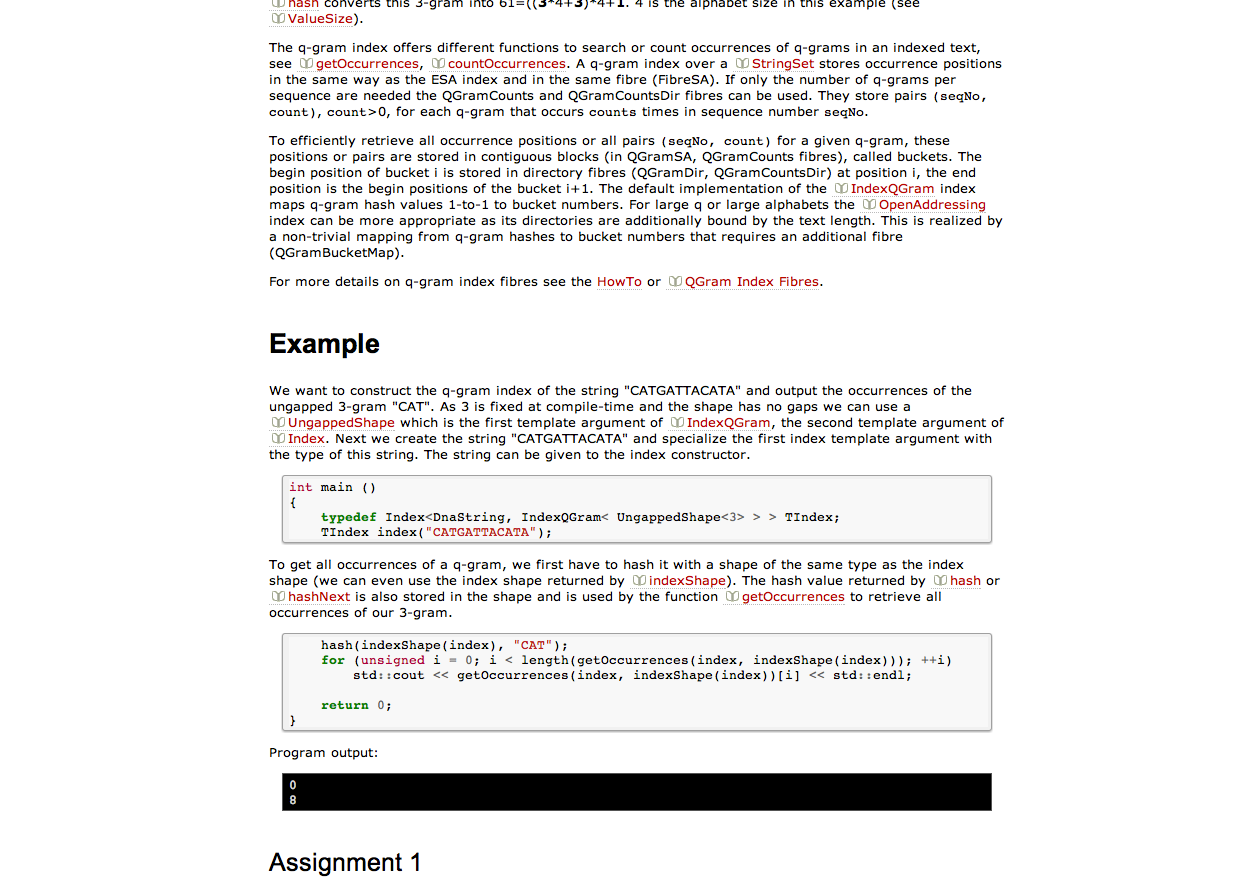 hash converts this 3-gram into 61=((3*4+3)*4+1. 4 is the alphabet size in this example (see
ValueSize).
The q-gram index offers different functions to search or count occurrences of q-grams in an indexed text,
see getOccurrences, countOccurrences. A q-gram index over a StringSet stores occurrence positions
in the same way as the ESA index and in the same fibre (FibreSA). If only the number of q-grams per
sequence are needed the QGramCounts and QGramCountsDir fibres can be used. They store pairs (seqNo,
count), count>0, for each q-gram that occurs counts times in sequence number seqNo.
To efficiently retrieve all occurrence positions or all pairs (seqNo, count) for a given q-gram, these
positions or pairs are stored in contiguous blocks (in QGramSA, QGramCounts fibres), called buckets. The
begin position of bucket i is stored in directory fibres (QGramDir, QGramCountsDir) at position i, the end
position is the begin positions of the bucket i+1. The default implementation of the IndexQGram index
maps q-gram hash values 1-to-1 to bucket numbers. For large q or large alphabets the OpenAddressing
index can be more appropriate as its directories are additionally bound by the text length. This is realized by
a non-trivial mapping from q-gram hashes to bucket numbers that requires an additional fibre
(QGramBucketMap).
For more details on q-gram index fibres see the HowTo or QGram Index Fibres.
Example
We want to construct the q-gram index of the string "CATGATTACATA" and output the occurrences of the
ungapped 3-gram "CAT". As 3 is fixed at compile-time and the shape has no gaps we can use a
UngappedShape which is the first template argument of IndexQGram, the second template argument of
Index. Next we create the string "CATGATTACATA" and specialize the first index template argument with
the type of this string. The string can be given to the index constructor.
int main ()
{
typedef Index<DnaString, IndexQGram< UngappedShape<3> > > TIndex;
TIndex index("CATGATTACATA");
To get all occurrences of a q-gram, we first have to hash it with a shape of the same type as the index
shape (we can even use the index shape returned by indexShape). The hash value returned by hash or
hashNext is also stored in the shape and is used by the function getOccurrences to retrieve all
occurrences of our 3-gram.
hash(indexShape(index), "CAT");
for (unsigned i = 0; i < length(getOccurrences(index, indexShape(index))); ++i)
std::cout << getOccurrences(index, indexShape(index))[i] << std::endl;
return 0;
}
Program output:
0
8
Assignment 1